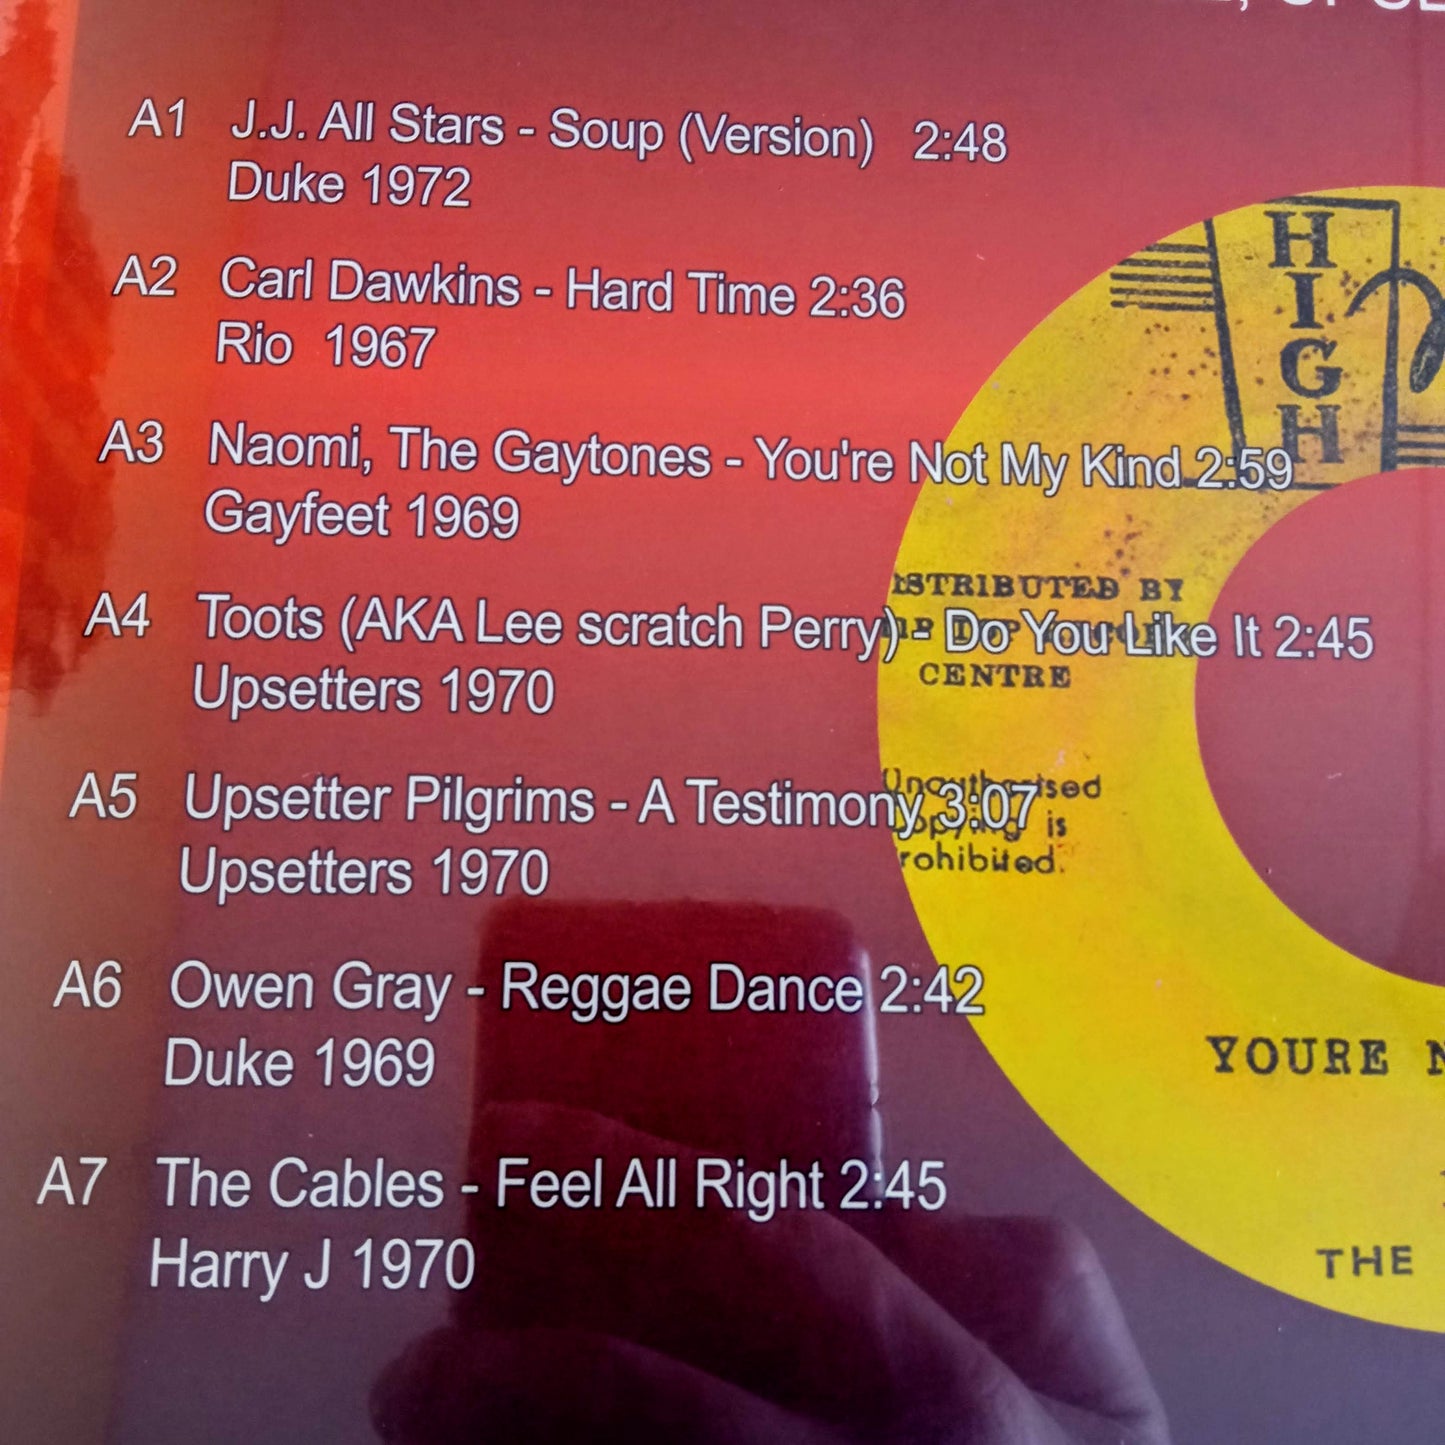 A1 J.J. All Stars - Soup (Version) 2:48
Duke 1972
A2 Carl Dawkins - Hard Time 2:36
Rio 1967
A3 Naomi, The Gaytones - You're Not My Kind 2:59
Gayfeet 1969
A4 Toots (AKA Lee scratch Perry) - Do You Like It 2:45
Upsetters 1970
A5 Upsetter Pilgrims - A Testimony 3:07
Upsetters 1970
A6 Owen Gray - Reggae Dance 2:42
Duke 1969
A7 The Cables - Feel All Right 2:45
Harry J 1970
HIGH
BY
CENTRE
is
YOURE
THE